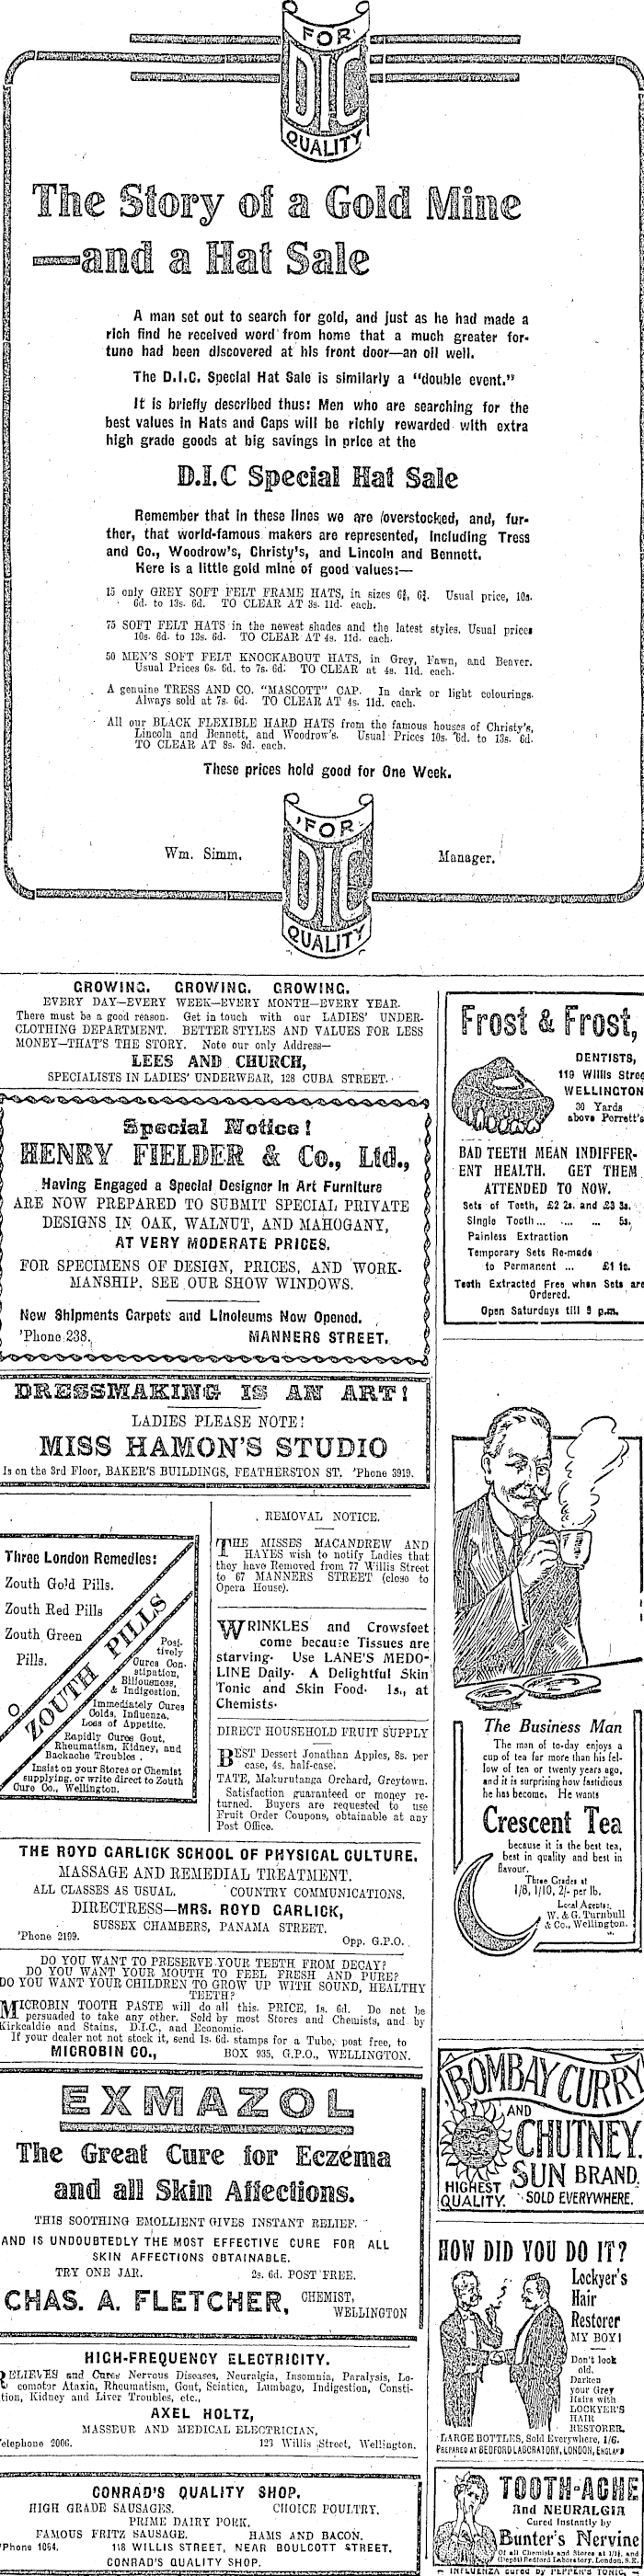 FOR
DIC
QUALITY
The Story of a Gold Mine
—and a Hat Sale
A man set out to search for gold, and just as he had made a
rich find he received word from home that a much greater for-
tune had been discovered at his front door—an oil well.
The D.I.C. Special Hat Sale is similarly a "double event."
It is briefly described thus: Men who are searching for the
best values in Hats and Caps will be richly rewarded with extra
high grade goods at big savings in price at the
D.I.C Special Hat Sale
Remember that in these lines we are overstocked, and, fur-
ther, that world-famous makers are represented, including Tress
and Co., Woodrow's, Christy's, and Lincoln and Bennett.
Here is a little gold mine of good values:—
15 only GREY SOFT FELT FRAME HATS, in sizes Usual price, 10s.
6d. to 13s. 6d. TO CLEAR AT 3s. 11d. each.
75 SOFT FELT HATS in the newest shades and the latest styles. Usual prices
10s. 6d. to 13s. 6d. TO CLEAR AT 4s. 11d. each.
50 MEN'S SOFT FELT KNOCKABOUT HATS, in Grey, Fawn, and Beaver.
Usual Prices 6s. 6d. to 7s. 6d. TO CLEAR at 4s. 11d. each.
A genuine TRESS AND CO. "MASCOTT" CAP. In dark or light colourings.
Always sold at 7s. 6d. TO CLEAR AT 4s. 11d. each.
All our BLACK FLEXIBLE HARD HATS from the famous houses of Christy's,
Lincoln and Bennett, and Woodrow's. Usual Prices 10s. 6d. to 13s. 6d.
TO CLEAR AT 8s. 9d. each.
These prices hold good for One Week.
Wm. Simm, Manager.
FOR
DIC
QUALITY
GROWING. GROWING. GROWING.
EVERY DAY—EVERY WEEK—EVERY MONTH—EVERY YEAR.
There must be a good reason. Get in touch with our LADIES' UNDER-
CLOTHING DEPARTMENT. BETTER STYLES AND VALUES FOR LESS
MONEY—THAT'S THE STORY. Note our only Address—
LEES AND CHURCH,
SPECIALISTS IN LADIES' UNDERWEAR, 128 CUBA STREET.
Special Notice!
HENRY FIELDER & Co., Ltd.,
Having Engaged a Special Designer in Art Furniture
ARE NOW PREPARED TO SUBMIT SPECIAL PRIVATE
DESIGNS IN OAK, WALNUT, AND MAHOGANY,
AT VERY MODERATE PRICES.
FOR SPECIMENS OF DESIGN, PRICES, AND WORK-
MANSHIP, SEE OUR SHOW WINDOWS.
New Shipments Carpets and Linoleums Now Opened.
'Phone 238. MANNERS STREET.
DRESSMAKING IS AN ART!
LADIES PLEASE NOTE!
MISS HAMON'S STUDIO
Is on the 3rd Floor, BAKER'S BUILDINGS, FEATHERSTON ST. 'Phone 3919.
Three London Remedies:
Zouth Gold Pills.
Zouth Red Pills
Zouth Green
Pills.
ZOUTH PILLS
Posi-
tively
Cures Con-
stipation,
Biliousness,
& Indigestion.
Immediately Cures
Colds, Influenza,
Loss of Appetite.
Rapidly Cures Gout,
Rheumatism, Kidney, and
Backache Troubles.
Insist on your Stores or Chemist
supplying, or write direct to Zouth
Cure Co., Wellington.
REMOVAL NOTICE.
THE MISSES MACANDREW AND
HAYES wish to notify Ladies that
they have Removed from 77 Willis Street
to 67 MANNERS STREET (close to
Opera House).
WRINKLES and Crowsfeet
come because Tissues are
starving. Use LANE'S MEDO-
LINE Daily. A Delightful Skin
Tonic and Skin Food. 1s., at
Chemists.
DIRECT HOUSEHOLD FRUIT SUPPLY
BEST Dessert Jonathan Apples, 8s. per
case, 4s. half-case.
TATE, Makurutanga Orchard, Greytown.
Satisfaction guaranteed or money re-
turned. Buyers are requested to use
Fruit Order Coupons, obtainable at any
Post Office.
THE ROYD GARLICK SCHOOL OF PHYSICAL CULTURE.
MASSAGE AND REMEDIAL TREATMENT.
ALL CLASSES AS USUAL. COUNTRY COMMUNICATIONS.
DIRECTRESS—MRS. ROYD GARLICK,
SUSSEX CHAMBERS, PANAMA STREET.
'Phone 2199. Opp. G.P.O.
DO YOU WANT TO PRESERVE YOUR TEETH FROM DECAY?
DO YOU WANT YOUR MOUTH TO FEEL FRESH AND PURE?
DO YOU WANT YOUR CHILDREN TO GROW UP WITH SOUND, HEALTHY
TEETH?
MICROBIN TOOTH PASTE will do all this. PRICE, 1s. 6d. Do not be
persuaded to take any other. Sold by most Stores and Chemists, and by
Kirkcaldie and Stains, D.I.C., and Economic.
If your dealer not not stock it, send 1s. 6d. stamps for a Tube, post free, to
MICROBIN CO., BOX 935, G.P.O., WELLINGTON.
EXMAZOL
The Great Cure for Eczema
and all Skin Affections.
THIS SOOTHING EMOLLIENT GIVES INSTANT RELIEF.
AND IS UNDOUBTEDLY THE MOST EFFECTIVE CURE FOR ALL
SKIN AFFECTIONS OBTAINABLE.
TRY ONE JAR. 2s. 6d. POST FREE.
CHAS. A. FLETCHER, CHEMIST,
WELLINGTON
HIGH-FREQUENCY ELECTRICITY.
RELIEVES and Cures Nervous Diseases, Neuralgia, Insomnia, Paralysis, Lo-
comotor Ataxia, Rheumatism, Gout, Sciatica, Lumbago, Indigestion, Consti-
tion, Kidney and Liver Troubles, etc.,
AXEL HOLTZ,
MASSEUR AND MEDICAL ELECTRICIAN,
elephone 2006. 123 Willis Street, Wellington.
CONRAD'S QUALITY SHOP.
HIGH GRADE SAUSAGES. CHOICE POULTRY.
PRIME DAIRY PORK.
FAMOUS FRITZ SAUSAGE. HAMS AND BACON.
'Phone 1064. 118 WILLIS STREET, NEAR BOULCOTT STREET.
CONRAD'S QUALITY SHOP.
Frost & Frost,
DENTISTS,
119 Willis Stree
WELLINGTON
30 Yards
above Perrett's
BAD TEETH MEAN INDIFFER-
ENT HEALTH. GET THEM
ATTENDED TO NOW.
Sets of Teeth, £2 2s. and £3 3s.
Single Tooth ... ... ... 5s.
Painless Extraction
Temporary Sets Re-made
to Permanent ... £1 1s.
Teeth Extracted Free when Sets are
Ordered.
Open Saturdays till 9 p.m.
The Business Man
The man of to-day enjoys a
cup of tea far more than his fel-
low of ten or twenty years ago,
and it is surprising how fastidious
he has become. He wants
Crescent Tea
because it is the best tea,
best in quality and best in
flavour.
Three Grades at
1/8, 1/10, 2/- per lb.
Local Agents:
W. & G. Turnbull
& Co., Wellington.
BOMBAY CURRY
AND
CHUTNEY.
SUN BRAND.
HIGHEST
QUALITY. SOLD EVERYWHERE.
HOW DID YOU DO IT?
Lockyer's
Hair
Restorer
MY BOY!
Don't look
old.
Darken
your Grey
Hairs with
LOCKYER'S
HAIR
RESTORER.
LARGE BOTTLES, Sold Everywhere, 1/6.
PREPARED AT BEDFORD LABORATORY, LONDON, ENGLAND
TOOTH-ACHE
and NEURALGIA
Cured Instantly by
Bunter's Nervine
Of all Chemists and Stores at 1/1½, and
Depôt Bedford Laboratory, London, S.E.
INFLUENZA cured by PEPPER'S TONIC.